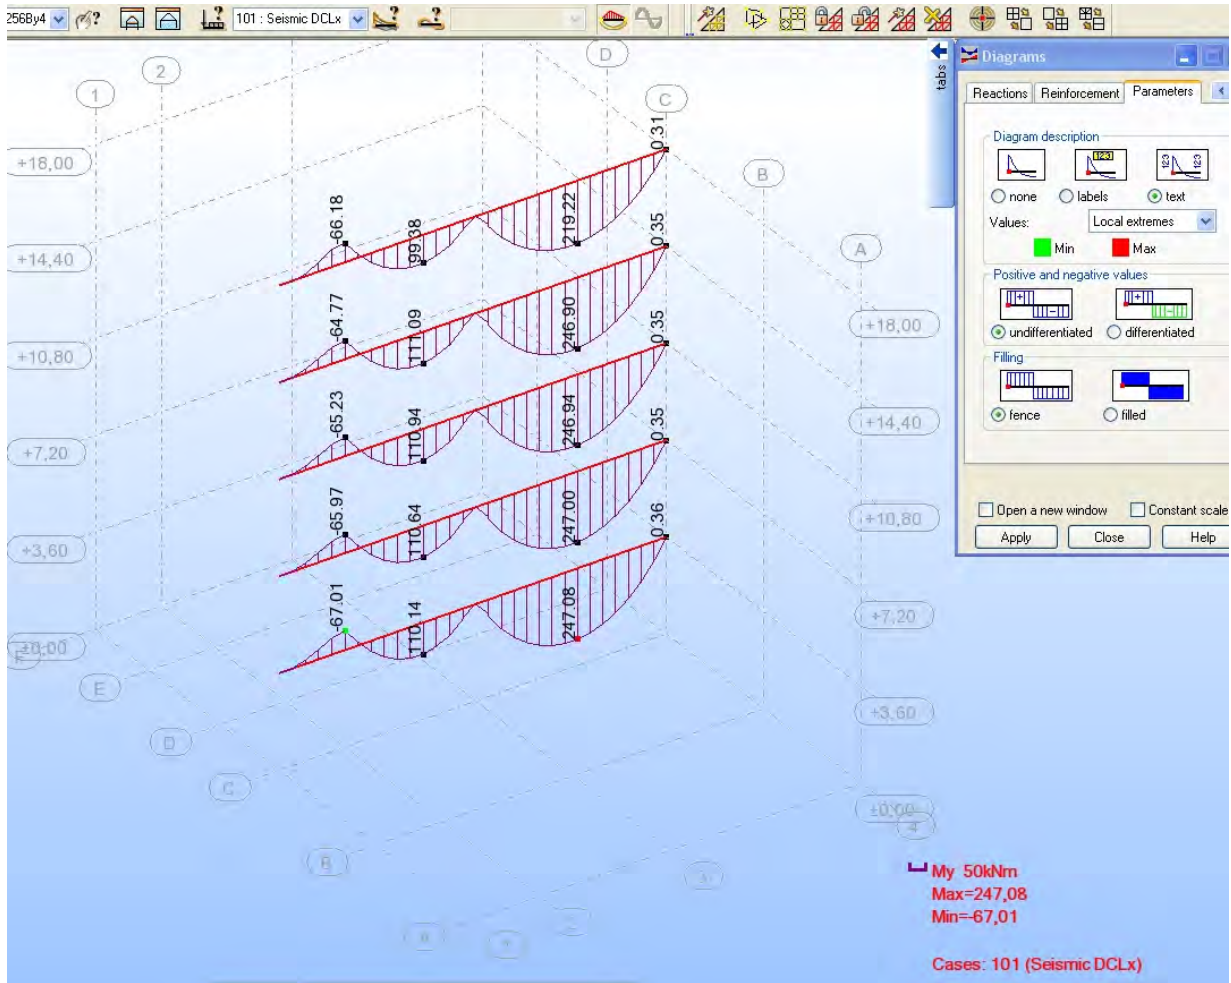 256By4
101 : Seismic DCLx
tabs
Diagrams
Reactions
Reinforcement
Parameters
Diagram description
none
labels
text
Values:
Local extremes
Min
Max
Positive and negative values
undifferentiated
differentiated
Filling
fence
filled
Open a new window
Constant scale
Apply
Close
Help
1
2
D
C
B
A
+18,00
+14,40
+10,80
+7,20
+3,60
±0,00
E
D
C
B
+18,00
+14,40
+10,80
+7,20
+3,60
±0,00
4
-66.18
99.38
219.22
0.31
-64.77
111.09
246.90
0.35
-65.23
110.94
246.94
0.35
-65.97
110.64
247.00
0.35
-67.01
110.14
247.08
0.36
My 50kNm
Max=247,08
Min=-67,01
Cases: 101 (Seismic DCLx)